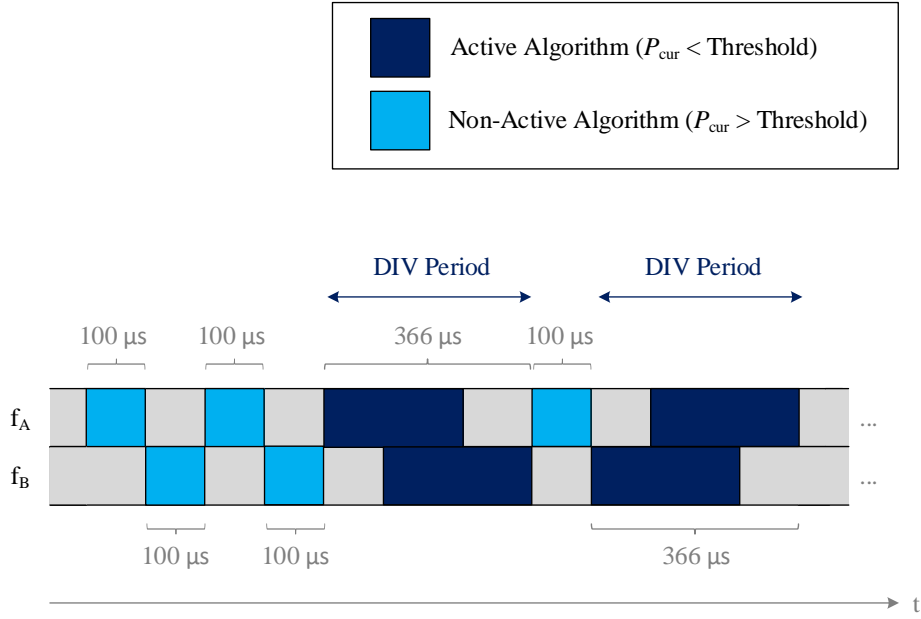 Active Algorithm (P_cur < Threshold)
Non-Active Algorithm (P_cur > Threshold)
DIV Period DIV Period
100 μs 100 μs 366 μs 100 μs
f_A ...
f_B ...
100 μs 100 μs 366 μs
t